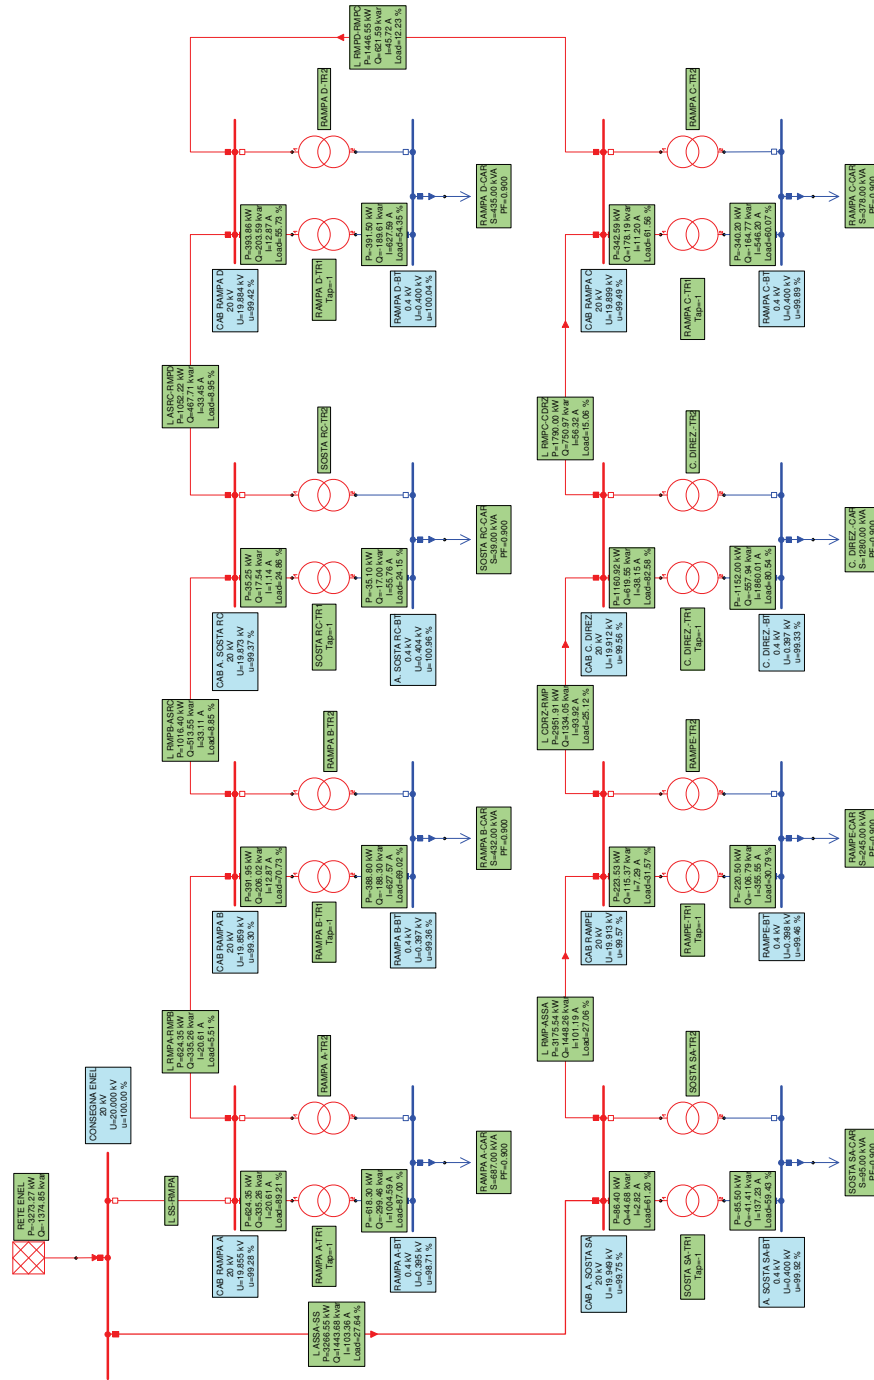 RETE ENEL
P=-3273.27 kW
Q=-1374.85 kvar
CONSEGNA ENEL
20 kV
U=20.000 kV
u=100.00 %
L SS-RMPA
L ASSA-SS
P=3266.55 kW
Q=1443.68 kvar
I=103.36 A
Load=27.64 %
CAB RAMPA A
20 kV
U=19.855 kV
u=99.28 %
P=624.35 kW
Q=335.26 kvar
I=20.61 A
Load=89.21 %
RAMPA A-TR1
Tap=-1
RAMPA A-TR2
P=-618.30 kW
Q=-299.46 kvar
I=1004.59 A
Load=87.00 %
RAMPA A-BT
0.4 kV
U=0.395 kV
u=98.71 %
RAMPA A-CAR
S=687.00 kVA
PF=0.900
L RMPA-RMPB
P=624.35 kW
Q=335.26 kvar
I=20.61 A
Load=5.51 %
CAB RAMPA B
20 kV
U=19.859 kV
u=99.30 %
P=391.95 kW
Q=206.02 kvar
I=12.87 A
Load=70.73 %
RAMPA B-TR1
Tap=-1
RAMPA B-TR2
P=-388.80 kW
Q=-188.30 kvar
I=627.57 A
Load=69.02 %
RAMPA B-BT
0.4 kV
U=0.397 kV
u=99.36 %
RAMPA B-CAR
S=432.00 kVA
PF=0.900
L RMPB-ASRC
P=1016.40 kW
Q=513.55 kvar
I=33.11 A
Load=8.85 %
CAB A. SOSTA RC
20 kV
U=19.873 kV
u=99.37 %
P=35.25 kW
Q=17.54 kvar
I=1.14 A
Load=24.86 %
SOSTA RC-TR1
Tap=-1
SOSTA RC-TR2
P=-35.10 kW
Q=-17.00 kvar
I=55.76 A
Load=24.15 %
A. SOSTA RC-BT
0.4 kV
U=0.404 kV
u=100.96 %
SOSTA RC-CAR
S=39.00 kVA
PF=0.900
L ASRC-RMPD
P=1052.22 kW
Q=467.71 kvar
I=33.45 A
Load=8.95 %
CAB RAMPA D
20 kV
U=19.884 kV
u=99.42 %
P=393.86 kW
Q=203.59 kvar
I=12.87 A
Load=55.73 %
RAMPA D-TR1
Tap=-1
RAMPA D-TR2
P=-391.50 kW
Q=-189.61 kvar
I=627.59 A
Load=54.35 %
RAMPA D-BT
0.4 kV
U=0.400 kV
u=100.04 %
RAMPA D-CAR
S=435.00 kVA
PF=0.900
L RMPD-RMPC
P=1446.55 kW
Q=621.59 kvar
I=45.72 A
Load=12.23 %
CAB A. SOSTA SA
20 kV
U=19.949 kV
u=99.75 %
P=86.40 kW
Q=44.68 kvar
I=2.82 A
Load=61.20 %
SOSTA SA-TR1
Tap=-1
SOSTA SA-TR2
P=-85.50 kW
Q=-41.41 kvar
I=137.23 A
Load=59.43 %
A. SOSTA SA-BT
0.4 kV
U=0.400 kV
u=99.92 %
SOSTA SA-CAR
S=95.00 kVA
PF=0.900
L RMP-ASSA
P=3175.54 kW
Q=1448.26 kvar
I=101.19 A
Load=27.06 %
CAB RAMPE
20 kV
U=19.913 kV
u=99.57 %
P=223.53 kW
Q=115.37 kvar
I=7.29 A
Load=31.57 %
RAMPE-TR1
Tap=-1
RAMPE-TR2
P=-220.50 kW
Q=-106.79 kvar
I=355.55 A
Load=30.79 %
RAMPE-BT
0.4 kV
U=0.398 kV
u=99.46 %
RAMPE-CAR
S=245.00 kVA
PF=0.900
L CDRZ-RMP
P=2951.91 kW
Q=1334.05 kvar
I=93.92 A
Load=25.12 %
CAB C. DIREZ.
20 kV
U=19.912 kV
u=99.56 %
P=1160.92 kW
Q=619.55 kvar
I=38.15 A
Load=82.58 %
C. DIREZ.-TR1
Tap=-1
C. DIREZ.-TR2
P=-1152.00 kW
Q=-557.94 kvar
I=1860.01 A
Load=80.54 %
C. DIREZ.-BT
0.4 kV
U=0.397 kV
u=99.33 %
C. DIREZ.-CAR
S=1280.00 kVA
PF=0.900
L RMPC-CDRZ
P=1790.00 kW
Q=750.97 kvar
I=56.32 A
Load=15.06 %
CAB RAMPA C
20 kV
U=19.899 kV
u=99.49 %
P=342.59 kW
Q=178.19 kvar
I=11.20 A
Load=61.56 %
RAMPA C-TR1
Tap=-1
RAMPA C-TR2
P=-340.20 kW
Q=-164.77 kvar
I=546.20 A
Load=60.07 %
RAMPA C-BT
0.4 kV
U=0.400 kV
u=99.89 %
RAMPA C-CAR
S=378.00 kVA
PF=0.900